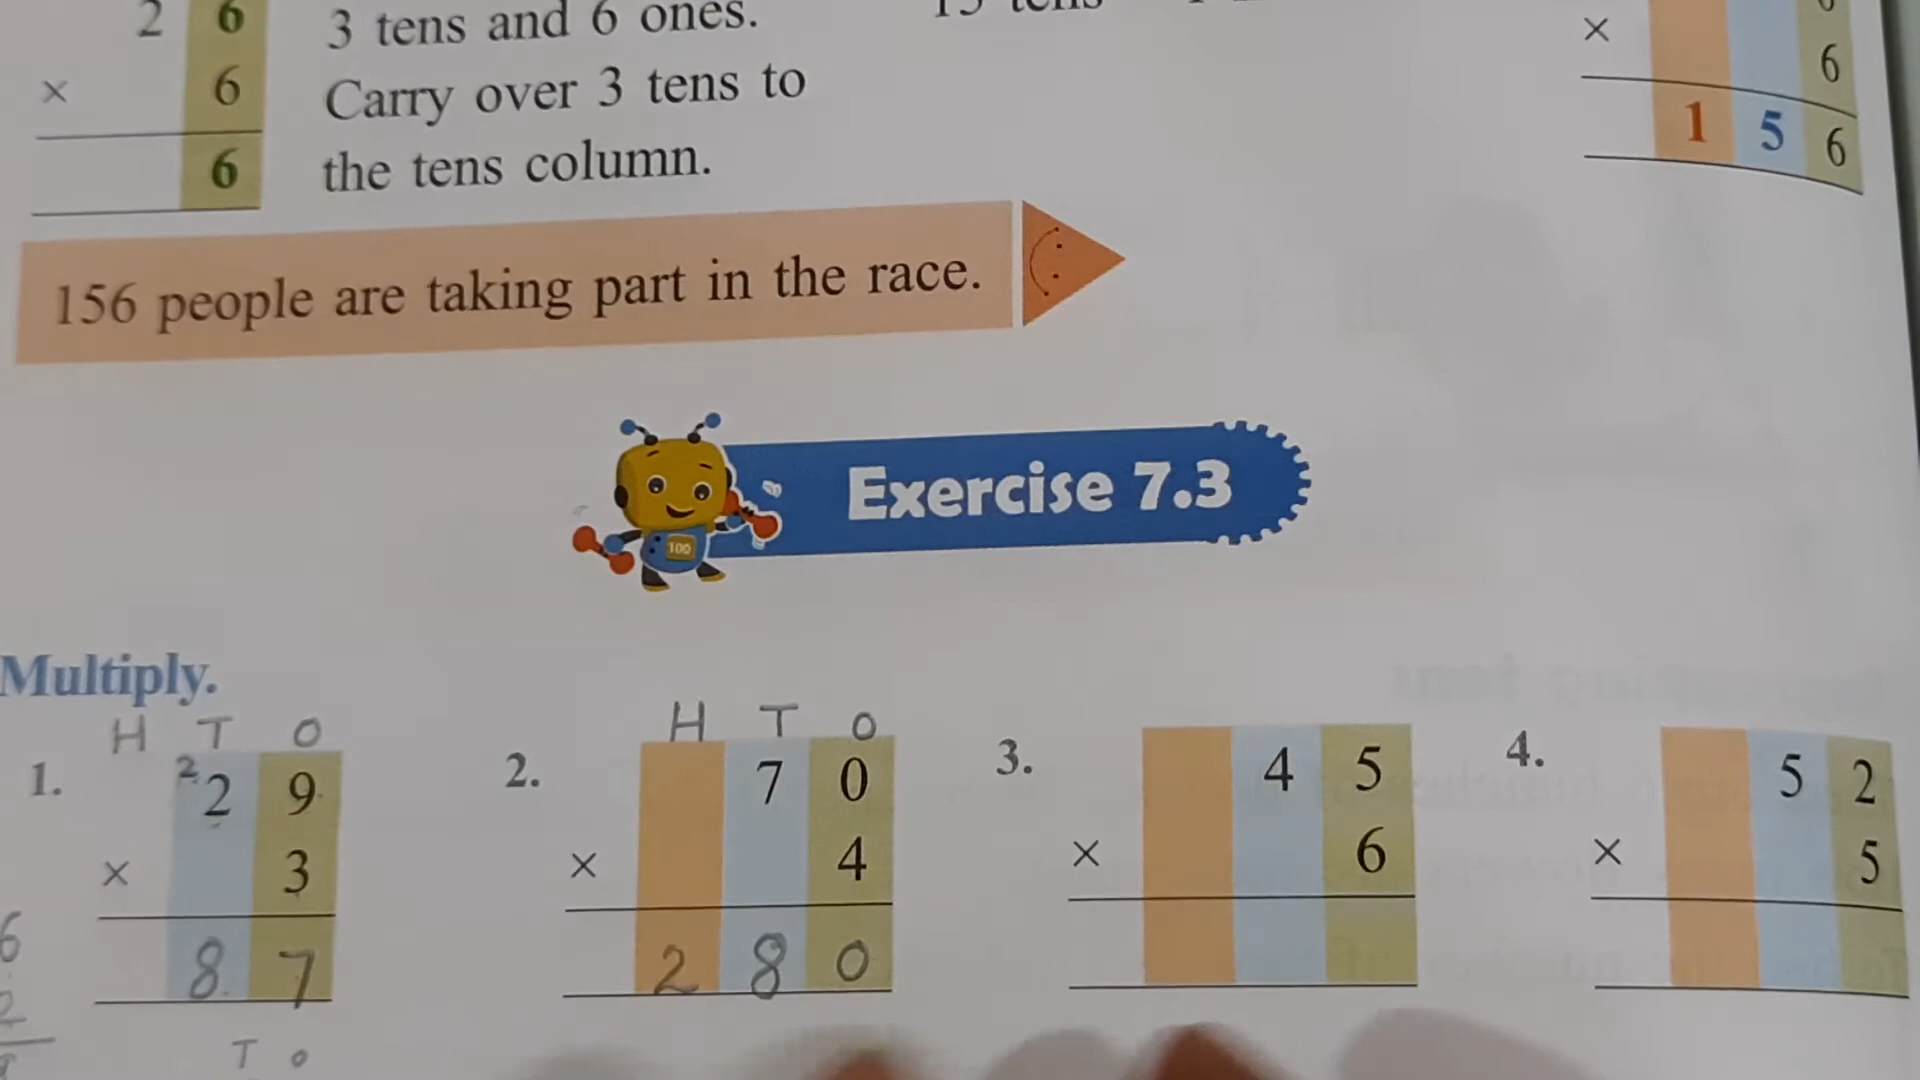 2 6
× 6
6
3 tens and 6 ones.
Carry over 3 tens to
the tens column.
×
6
1 5 6
156 people are taking part in the race.
100
Exercise 7.3
Multiply.
H T O
1. ²2 9
× 3
8 7
H T O
2. 7 0
× 4
2 8 0
3. 4 5
× 6
4. 5 2
× 5
6
2
T O